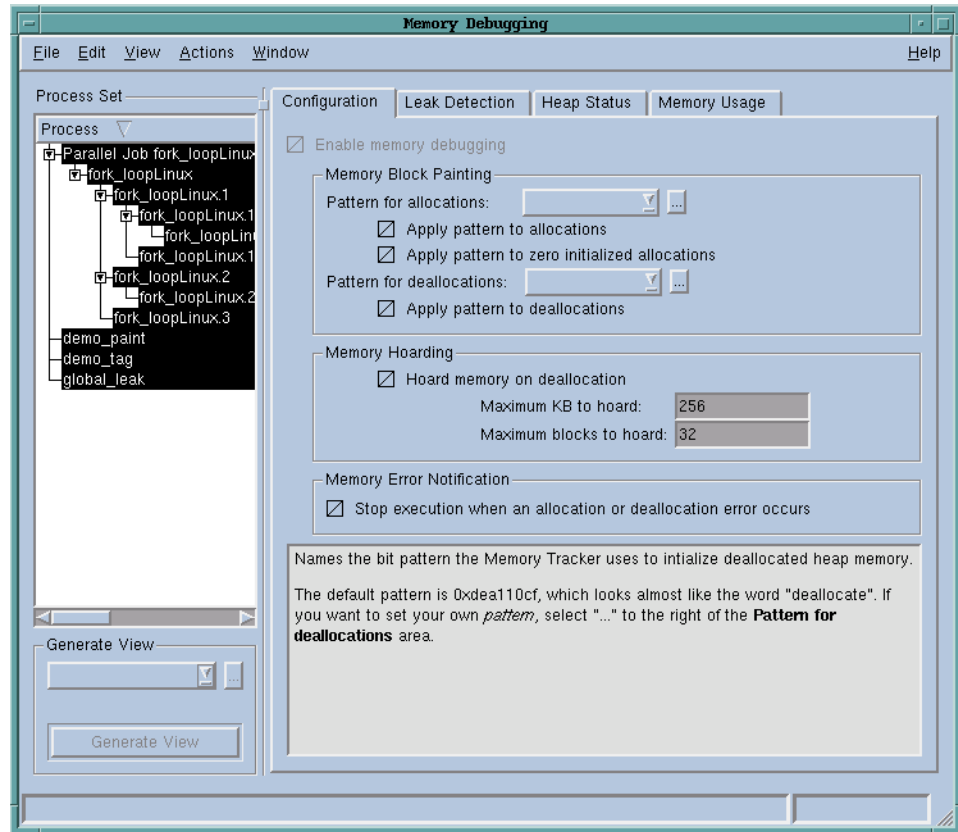 Memory Debugging
File Edit View Actions Window Help
Process Set
Process
Parallel Job fork_loopLinux
fork_loopLinux
fork_loopLinux.1
fork_loopLinux.1
fork_loopLin
fork_loopLinux.1
fork_loopLinux.2
fork_loopLinux.2
fork_loopLinux.3
demo_paint
demo_tag
global_leak
Generate View
...
Generate View
Configuration Leak Detection Heap Status Memory Usage
Enable memory debugging
Memory Block Painting
Pattern for allocations: ...
Apply pattern to allocations
Apply pattern to zero initialized allocations
Pattern for deallocations: ...
Apply pattern to deallocations
Memory Hoarding
Hoard memory on deallocation
Maximum KB to hoard: 256
Maximum blocks to hoard: 32
Memory Error Notification
Stop execution when an allocation or deallocation error occurs
Names the bit pattern the Memory Tracker uses to intialize deallocated heap memory.
The default pattern is 0xdea110cf, which looks almost like the word "deallocate". If
you want to set your own pattern, select "..." to the right of the Pattern for
deallocations area.